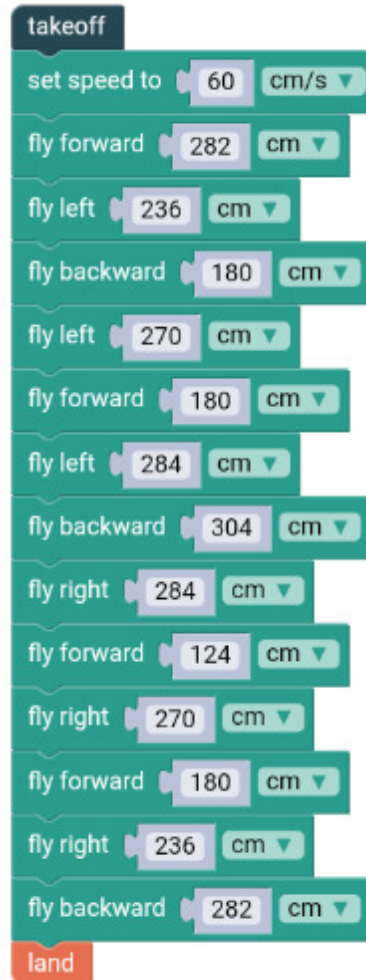 takeoff
set speed to 60 cm/s
fly forward 282 cm
fly left 236 cm
fly backward 180 cm
fly left 270 cm
fly forward 180 cm
fly left 284 cm
fly backward 304 cm
fly right 284 cm
fly forward 124 cm
fly right 270 cm
fly forward 180 cm
fly right 236 cm
fly backward 282 cm
land